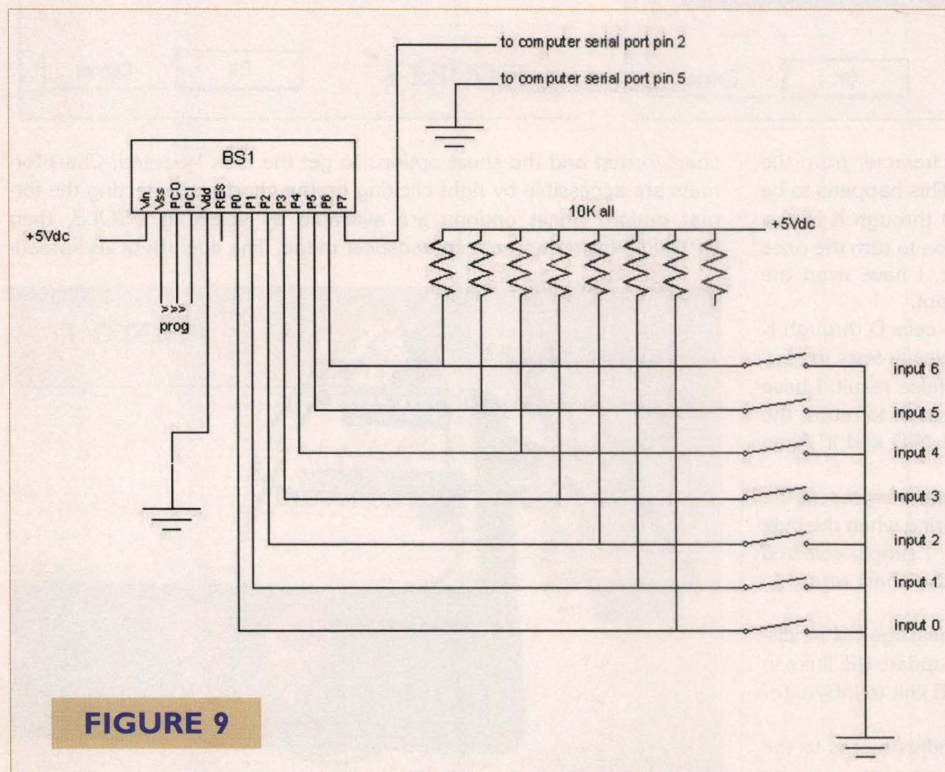 to computer serial port pin 2
to computer serial port pin 5
BS1
Vin
Vss
PCO
PCI
Vdd
RES
P0
P1
P2
P3
P4
P5
P6
P7
+5Vdc
prog
10K all
+5Vdc
input 6
input 5
input 4
input 3
input 2
input 1
input 0
FIGURE 9